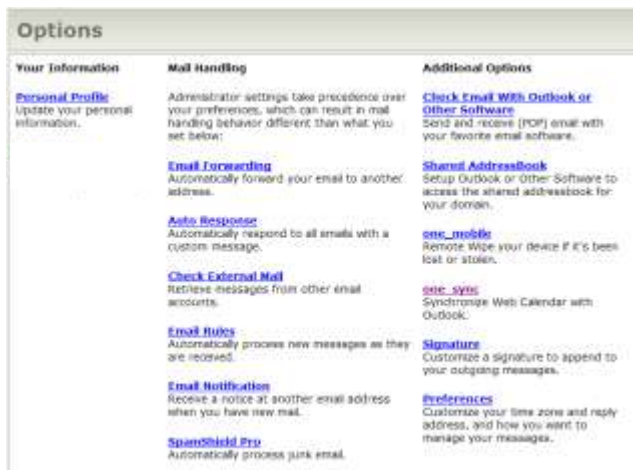 Options
Your Information
Personal Profile
Update your personal
information.
Mail Handling
Administrator settings take precedence over
your preferences, which can result in mail
handling behavior different than what you
set below:
Email Forwarding
Automatically forward your email to another
address.
Auto Response
Automatically respond to all emails with a
custom message.
Check External Mail
Retrieve messages from other email
accounts.
Email Rules
Automatically process new messages as they
are received.
Email Notification
Receive a notice at another email address
when you have new mail.
SpamShield Pro
Automatically process junk email.
Additional Options
Check Email With Outlook or
Other Software
Send and receive (POP) email with
your favorite email software.
Shared AddressBook
Setup Outlook or Other Software to
access the shared addressbook for
your domain.
one_mobile
Remote Wipe your device if it's been
lost or stolen.
one_sync
Synchronize Web Calendar with
Outlook.
Signature
Customize a signature to append to
your outgoing messages.
Preferences
Customize your time zone and reply
address, and how you want to
manage your messages.